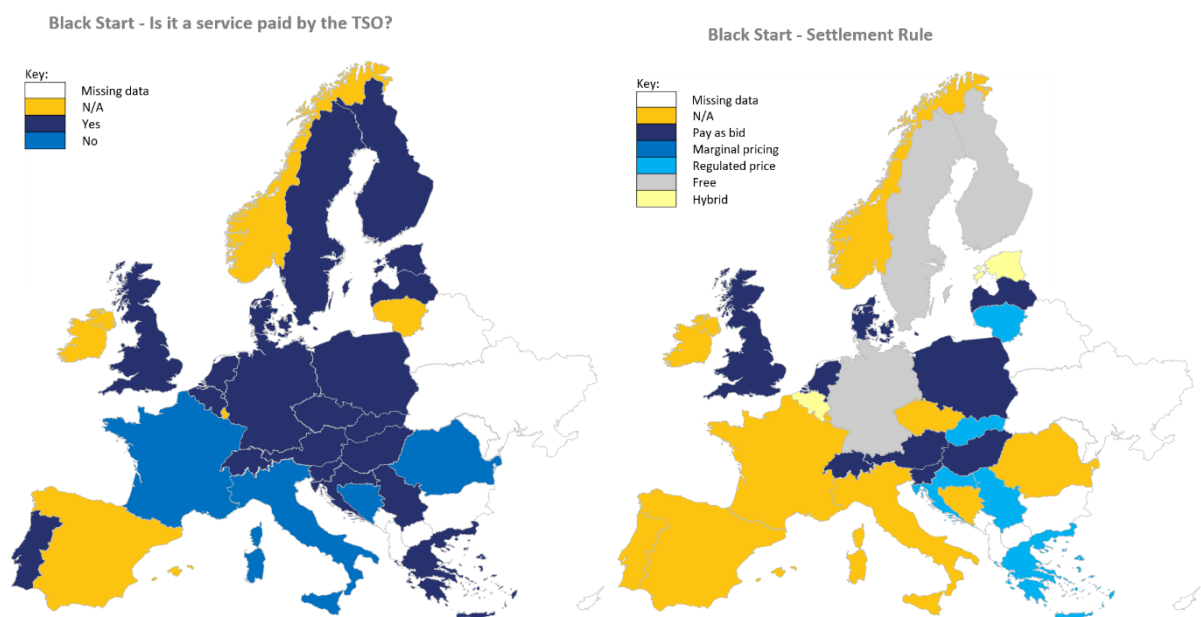 Black Start - Is it a service paid by the TSO?
Key:
Missing data
N/A
Yes
No
Black Start - Settlement Rule
Key:
Missing data
N/A
Pay as bid
Marginal pricing
Regulated price
Free
Hybrid